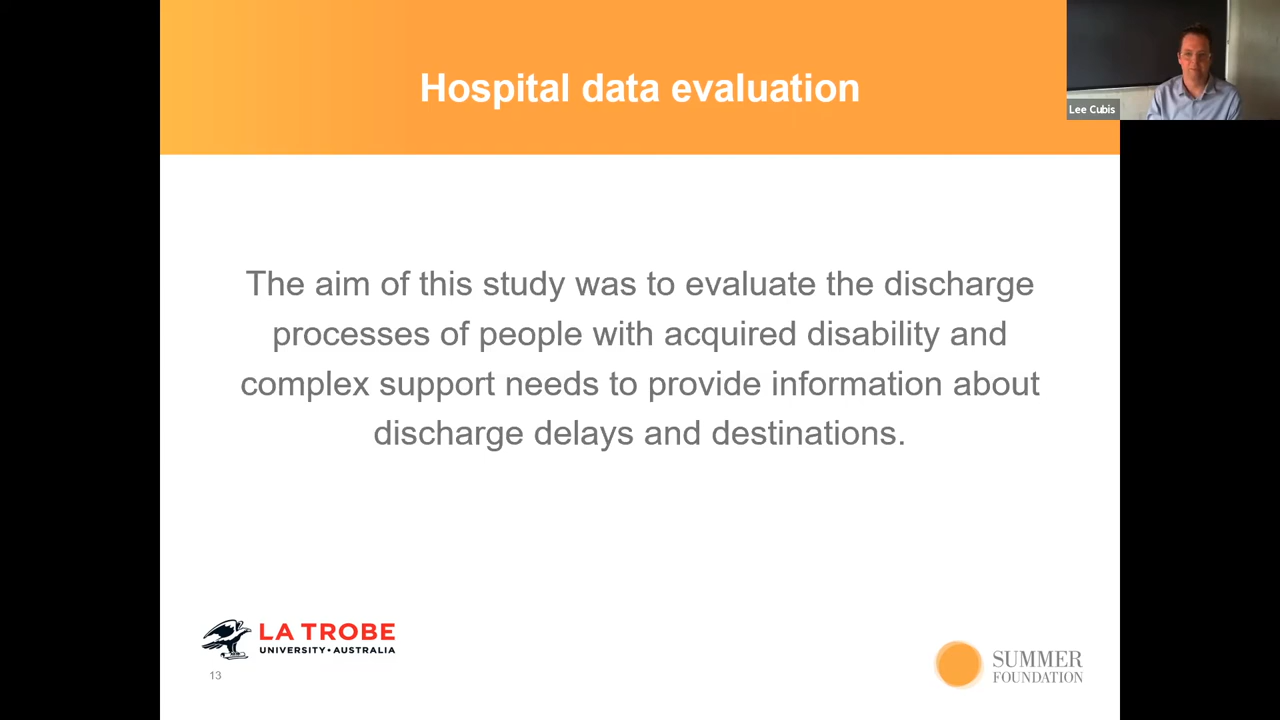 Hospital data evaluation
Lee Cubis
The aim of this study was to evaluate the discharge
processes of people with acquired disability and
complex support needs to provide information about
discharge delays and destinations.
LA TROBE
UNIVERSITY • AUSTRALIA
13
SUMMER
FOUNDATION